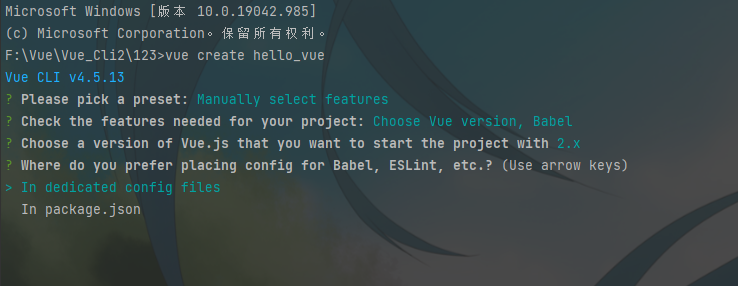 Microsoft Windows [版本 10.0.19042.985]
(c) Microsoft Corporation。保留所有权利。
F:\Vue\Vue_Cli2\123>vue create hello_vue
Vue CLI v4.5.13
? Please pick a preset: Manually select features
? Check the features needed for your project: Choose Vue version, Babel
? Choose a version of Vue.js that you want to start the project with 2.x
? Where do you prefer placing config for Babel, ESLint, etc.? (Use arrow keys)
> In dedicated config files
  In package.json